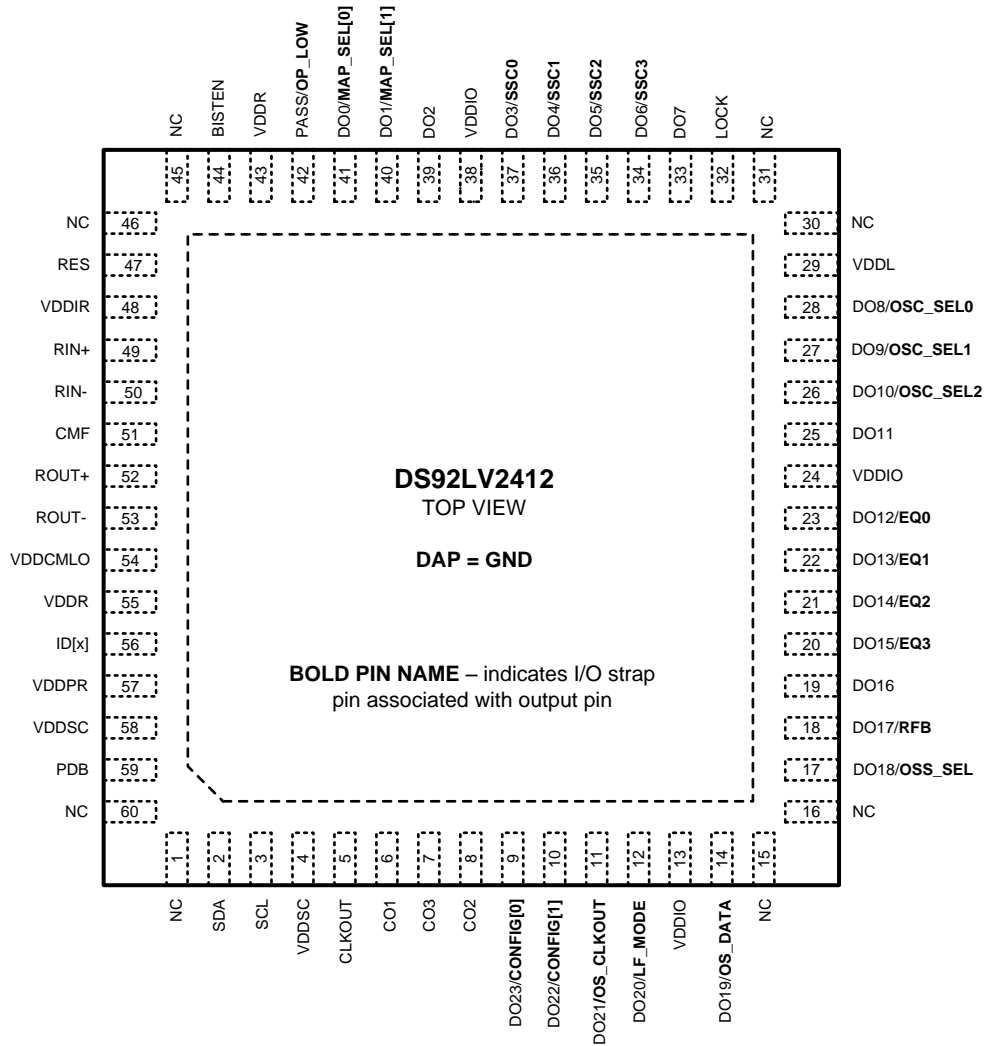 NC
BISTEN
VDDR
PASS/OP_LOW
DO0/MAP_SEL[0]
DO1/MAP_SEL[1]
DO2
VDDIO
DO3/SSC0
DO4/SSC1
DO5/SSC2
DO6/SSC3
DO7
LOCK
NC
45
44
43
42
41
40
39
38
37
36
35
34
33
32
31
NC 46
RES 47
VDDIR 48
RIN+ 49
RIN- 50
CMF 51
ROUT+ 52
ROUT- 53
VDDCMLO 54
VDDR 55
ID[x] 56
VDDPR 57
VDDSC 58
PDB 59
NC 60
DS92LV2412
TOP VIEW
DAP = GND
BOLD PIN NAME – indicates I/O strap
pin associated with output pin
30 NC
29 VDDL
28 DO8/OSC_SEL0
27 DO9/OSC_SEL1
26 DO10/OSC_SEL2
25 DO11
24 VDDIO
23 DO12/EQ0
22 DO13/EQ1
21 DO14/EQ2
20 DO15/EQ3
19 DO16
18 DO17/RFB
17 DO18/OSS_SEL
16 NC
1
2
3
4
5
6
7
8
9
10
11
12
13
14
15
NC
SDA
SCL
VDDSC
CLKOUT
CO1
CO3
CO2
DO23/CONFIG[0]
DO22/CONFIG[1]
DO21/OS_CLKOUT
DO20/LF_MODE
VDDIO
DO19/OS_DATA
NC